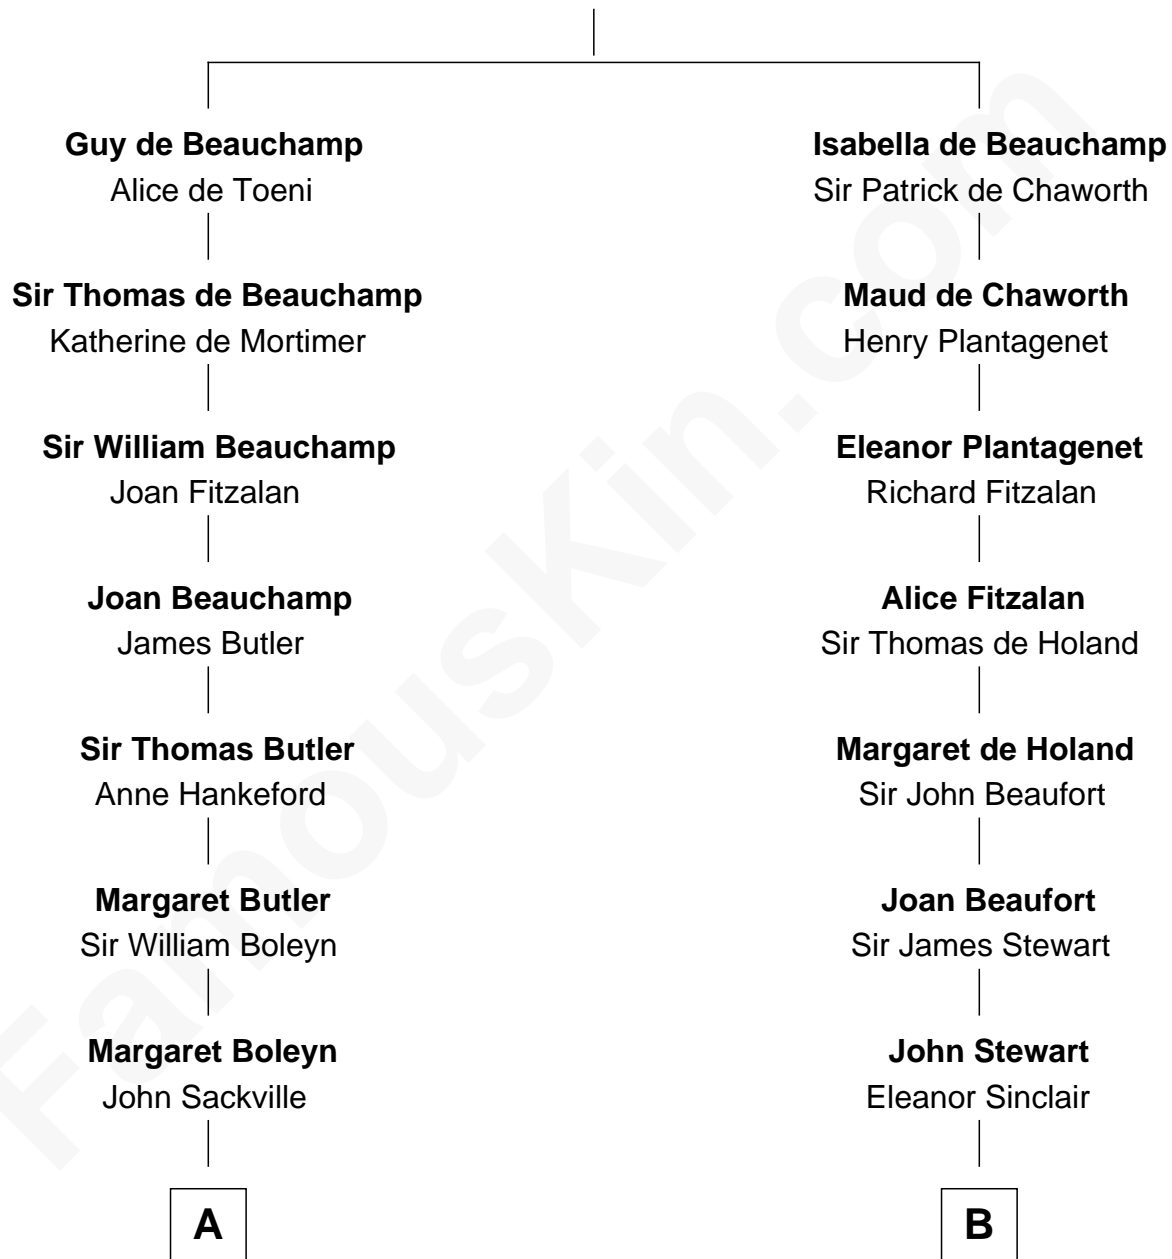 Guy de Beauchamp
Alice de Toeni
Isabella de Beauchamp
Sir Patrick de Chaworth
Sir Thomas de Beauchamp
Katherine de Mortimer
Maud de Chaworth
Henry Plantagenet
Sir William Beauchamp
Joan Fitzalan
Eleanor Plantagenet
Richard Fitzalan
Joan Beauchamp
James Butler
Alice Fitzalan
Sir Thomas de Holand
Sir Thomas Butler
Anne Hankeford
Margaret de Holand
Sir John Beaufort
Margaret Butler
Sir William Boleyn
Joan Beaufort
Sir James Stewart
Margaret Boleyn
John Sackville
John Stewart
Eleanor Sinclair
A
B
FamousKin.com